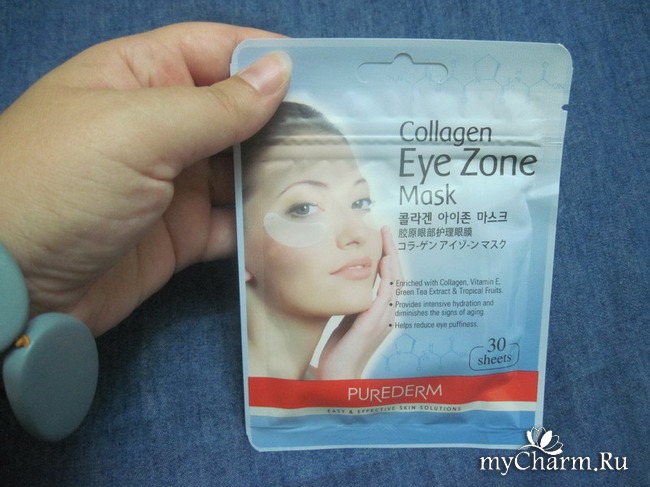 Collagen
Eye Zone
Mask
콜라겐 아이존 마스크
胶原眼部护理眼膜
コラ-ゲン アイゾ-ン マスク
• Enriched with Collagen, Vitamin E,
Green Tea Extract & Tropical Fruits.
• Provides intensive hydration and
diminishes the signs of aging.
• Helps reduce eye puffiness.
30
sheets
PUREDERM
EASY & EFFECTIVE SKIN SOLUTIONS
myCharm.Ru